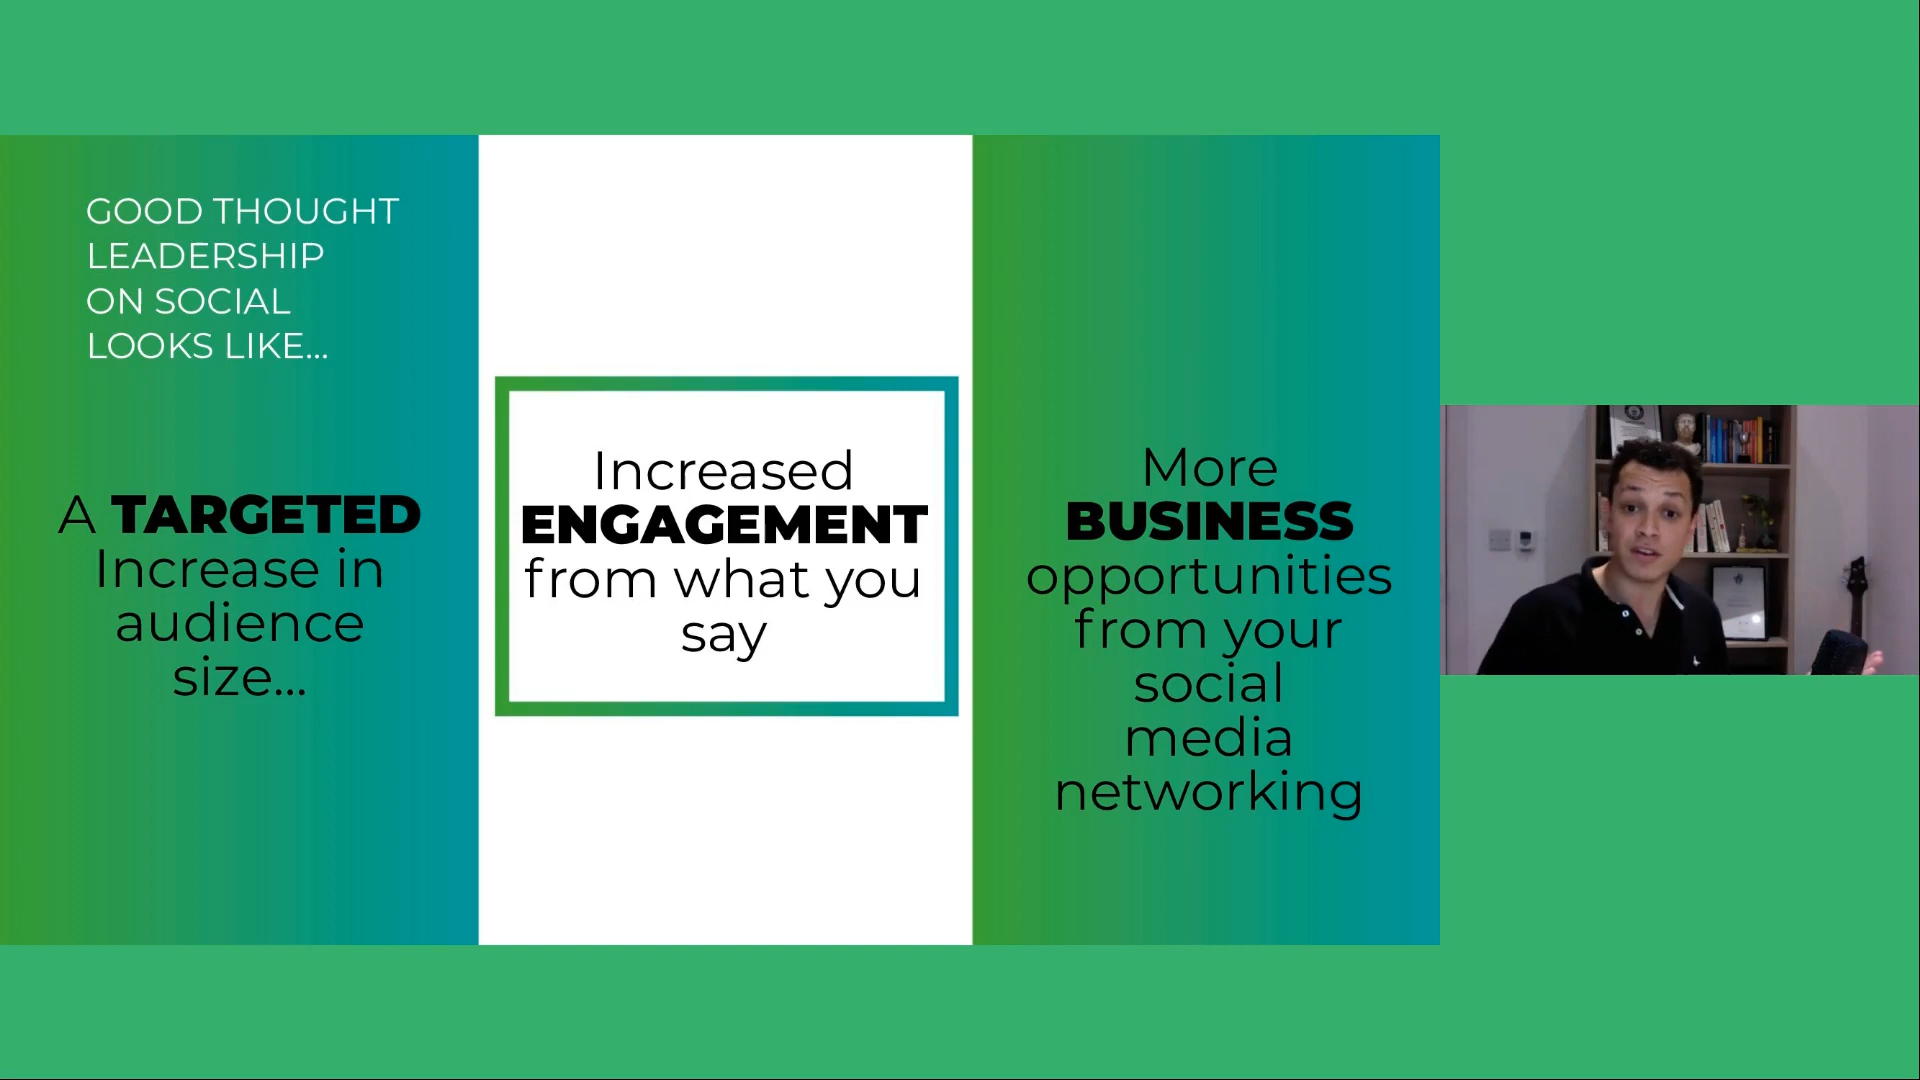 GOOD THOUGHT
LEADERSHIP
ON SOCIAL
LOOKS LIKE...
A TARGETED
Increase in
audience
size...
Increased
ENGAGEMENT
from what you
say
More
BUSINESS
opportunities
from your
social
media
networking